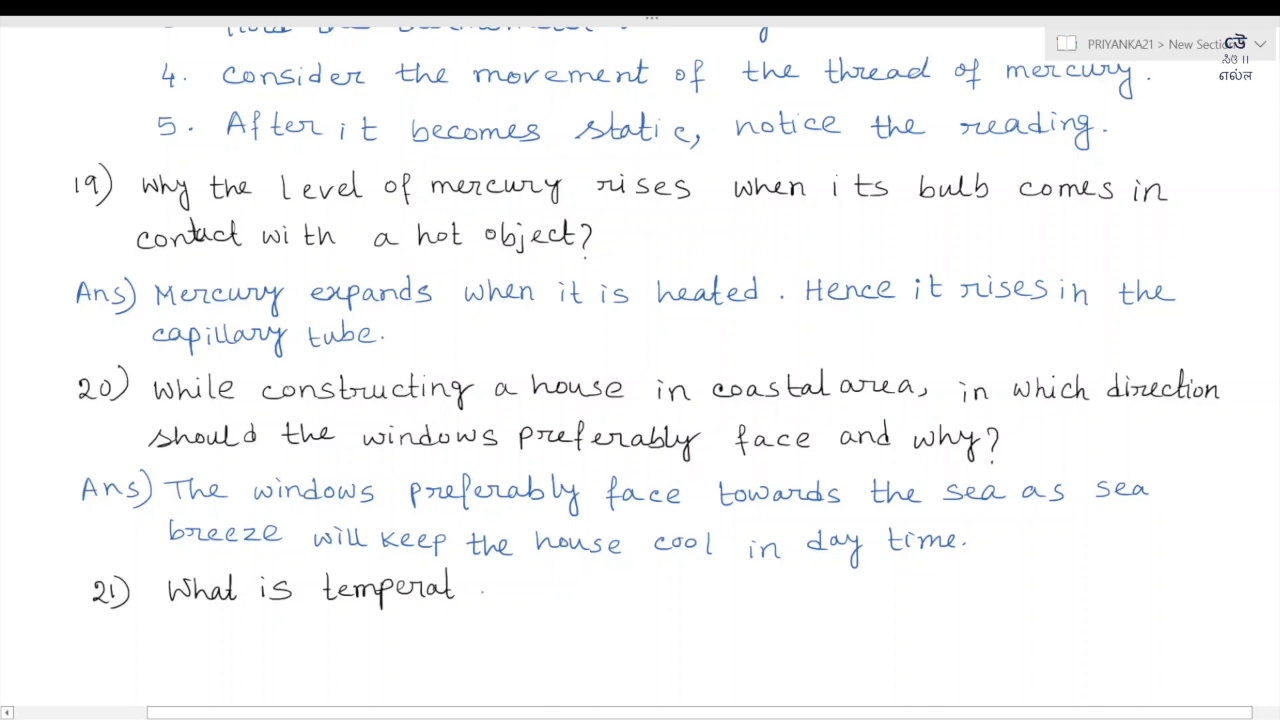 PRIYANKA21 > New Section
4. Consider the movement of the thread of mercury.
எல்ல
5. After it becomes static, notice the reading.
19) Why the level of mercury rises when its bulb comes in
contact with a hot object?
Ans) Mercury expands when it is heated. Hence it rises in the
capillary tube.
20) While constructing a house in coastal area, in which direction
should the windows preferably face and why?
Ans) The windows preferably face towards the sea as sea
breeze will keep the house cool in day time.
21) What is temperat